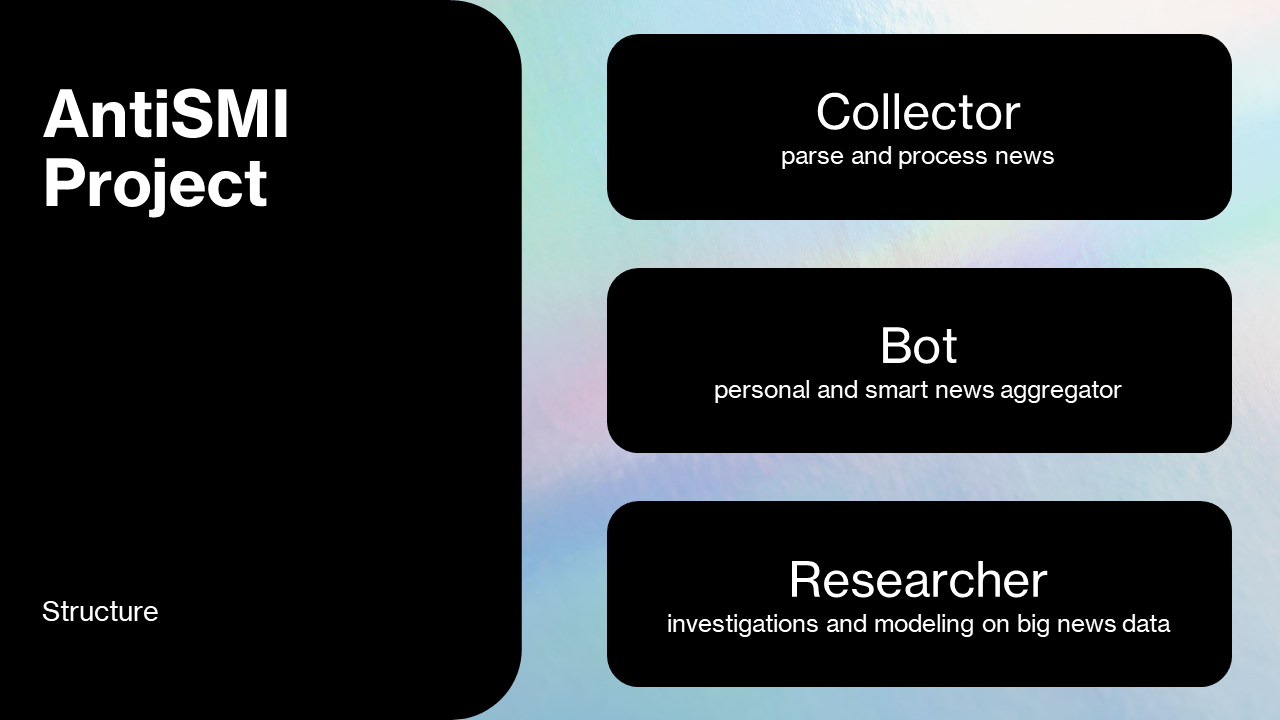 AntiSMI
Project
Structure
Collector
parse and process news
Bot
personal and smart news aggregator
Researcher
investigations and modeling on big news data